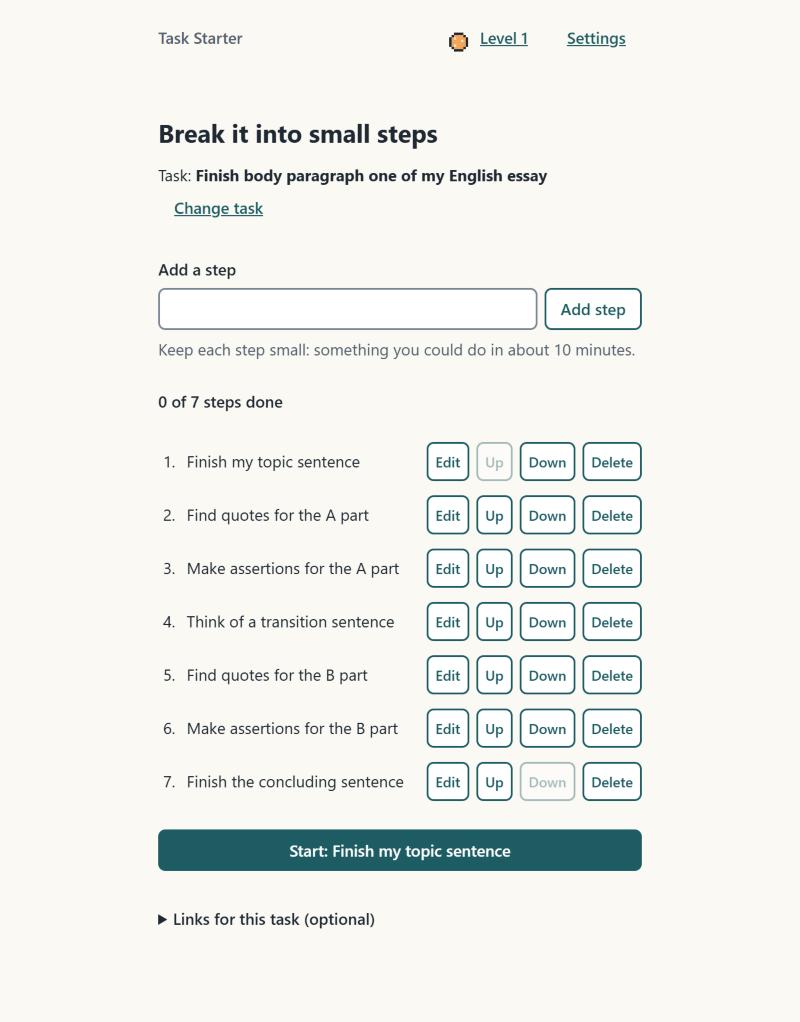 Task Starter
Level 1
Settings
Break it into small steps
Task: Finish body paragraph one of my English essay
Change task
Add a step
Add step
Keep each step small: something you could do in about 10 minutes.
0 of 7 steps done
1. Finish my topic sentence Edit Up Down Delete
2. Find quotes for the A part Edit Up Down Delete
3. Make assertions for the A part Edit Up Down Delete
4. Think of a transition sentence Edit Up Down Delete
5. Find quotes for the B part Edit Up Down Delete
6. Make assertions for the B part Edit Up Down Delete
7. Finish the concluding sentence Edit Up Down Delete
Start: Finish my topic sentence
Links for this task (optional)